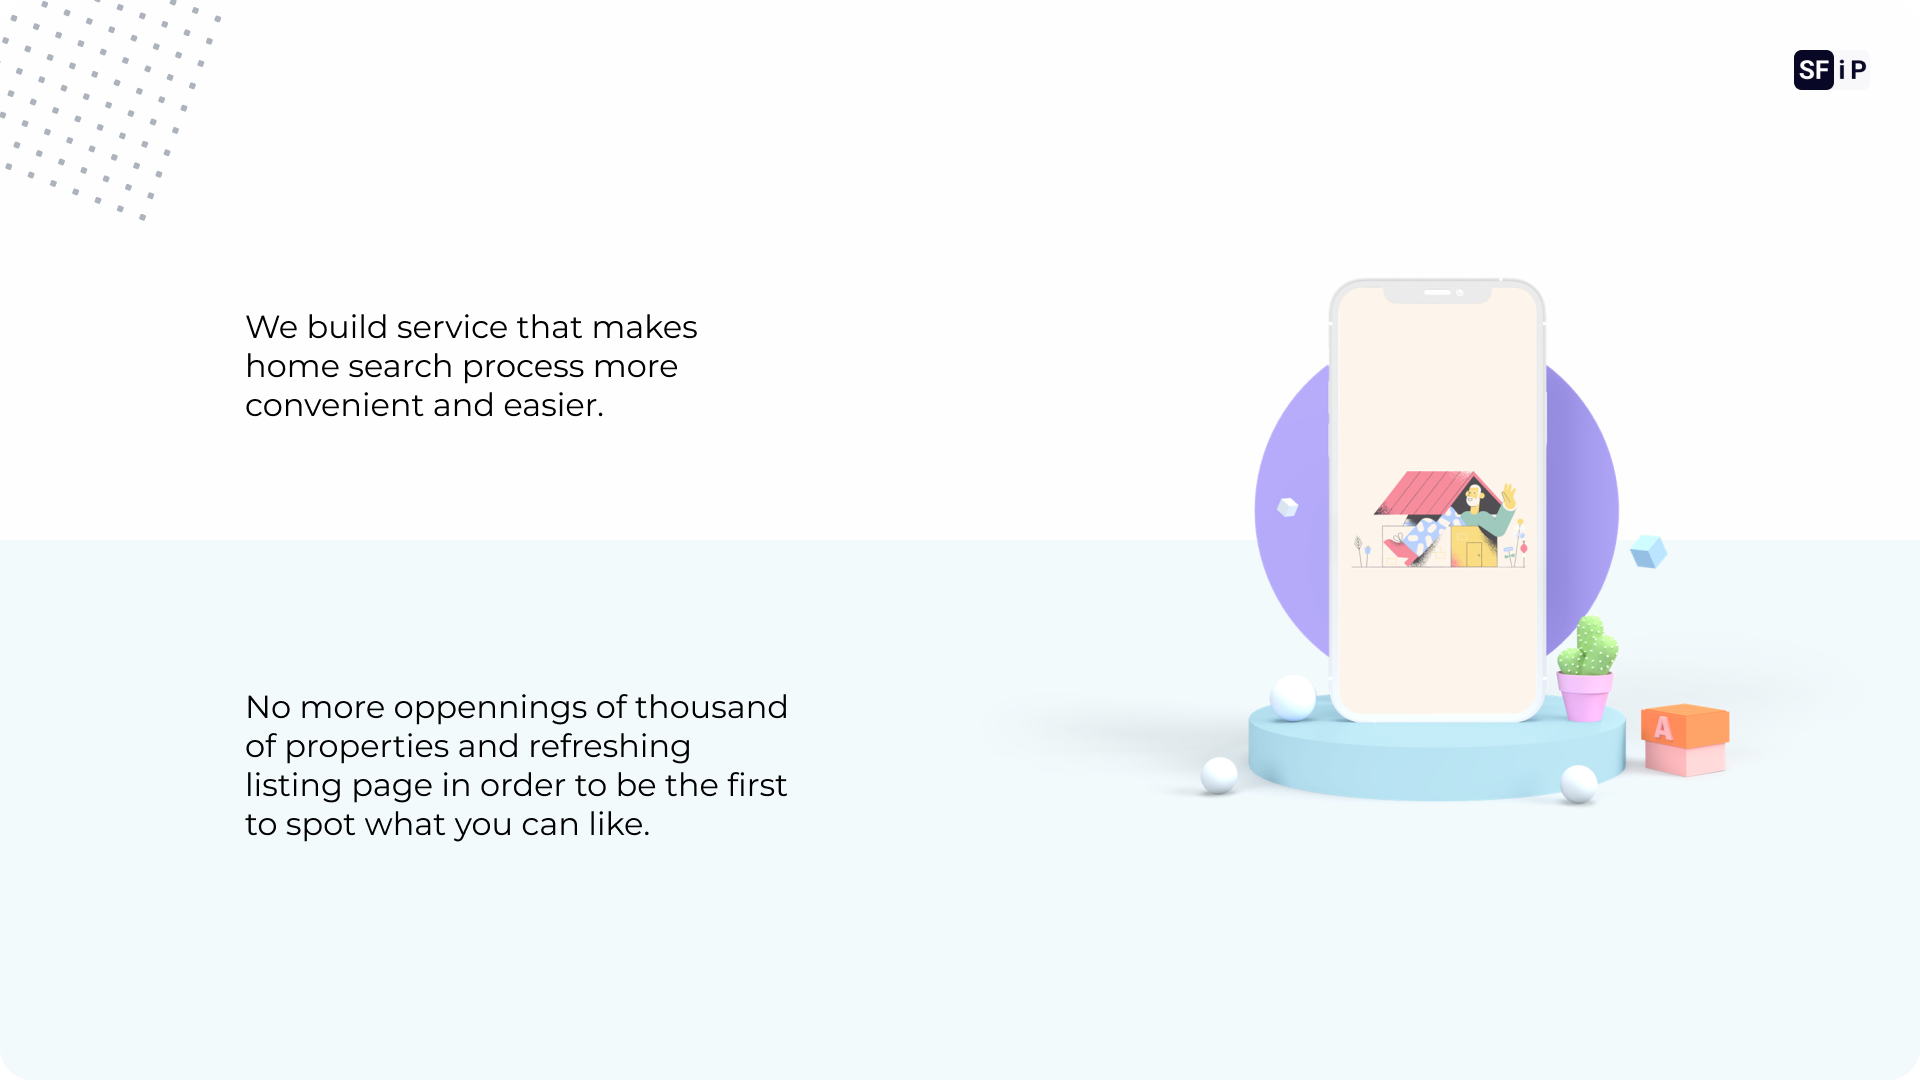 SF i P
We build service that makes
home search process more
convenient and easier.
No more oppennings of thousand
of properties and refreshing
listing page in order to be the first
to spot what you can like.
A